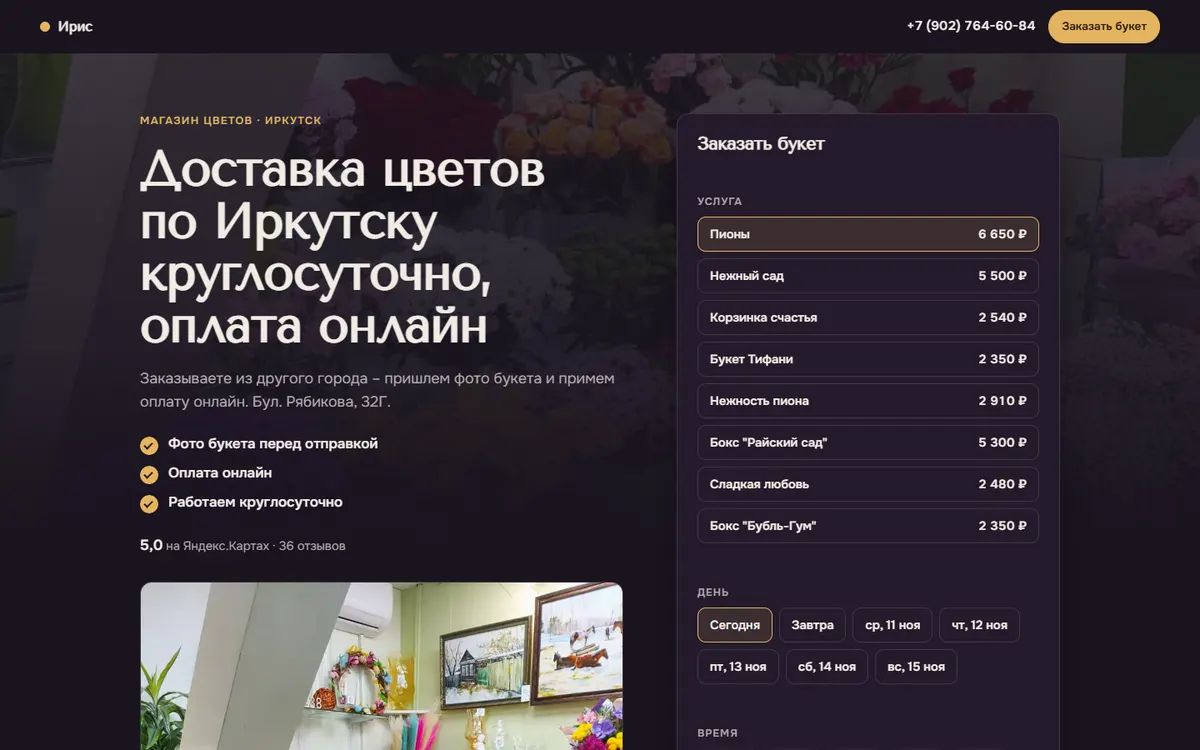 Ирис
+7 (902) 764-60-84
Заказать букет
МАГАЗИН ЦВЕТОВ · ИРКУТСК
Доставка цветов
по Иркутску
круглосуточно,
оплата онлайн
Заказываете из другого города – пришлем фото букета и примем
оплату онлайн. Бул. Рябикова, 32Г.
Фото букета перед отправкой
Оплата онлайн
Работаем круглосуточно
5,0 на Яндекс.Картах · 36 отзывов
Заказать букет
УСЛУГА
Пионы 6 650 ₽
Нежный сад 5 500 ₽
Корзинка счастья 2 540 ₽
Букет Тифани 2 350 ₽
Нежность пиона 2 910 ₽
Бокс "Райский сад" 5 300 ₽
Сладкая любовь 2 480 ₽
Бокс "Бубль-Гум" 2 350 ₽
ДЕНЬ
Сегодня Завтра ср, 11 ноя чт, 12 ноя
пт, 13 ноя сб, 14 ноя вс, 15 ноя
ВРЕМЯ